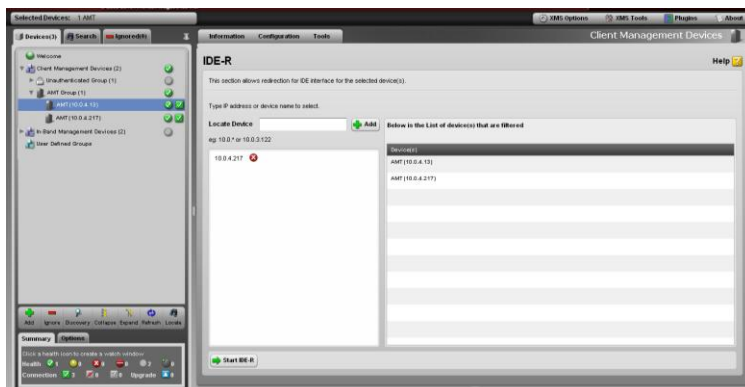 Selected Devices: 1 AMT
XMS Options
XMS Tools
Plugins
About
Devices(3)
Search
Ignored(0)
Information
Configuration
Tools
Client Management Devices
Welcome
Client Management Devices (2)
Unauthenticated Group (1)
AMT Group (1)
AMT(10.0.4.13)
AMT(10.0.4.217)
In-Band Management Devices (2)
User Defined Groups
IDE-R
Help
This section allows redirection for IDE interface for the selected device(s).
Type IP address or device name to select.
Locate Device
Add
eg: 10.0.* or 10.0.3.122
Below is the List of device(s) that are filtered
10.0.4.217
Device(s)
AMT (10.0.4.13)
AMT (10.0.4.217)
Add
Ignore
Discovery
Collapse
Expand
Refresh
Locate
Summary
Options
Click a health icon to create a watch window
Health
Connection
Upgrade
Start IDE-R